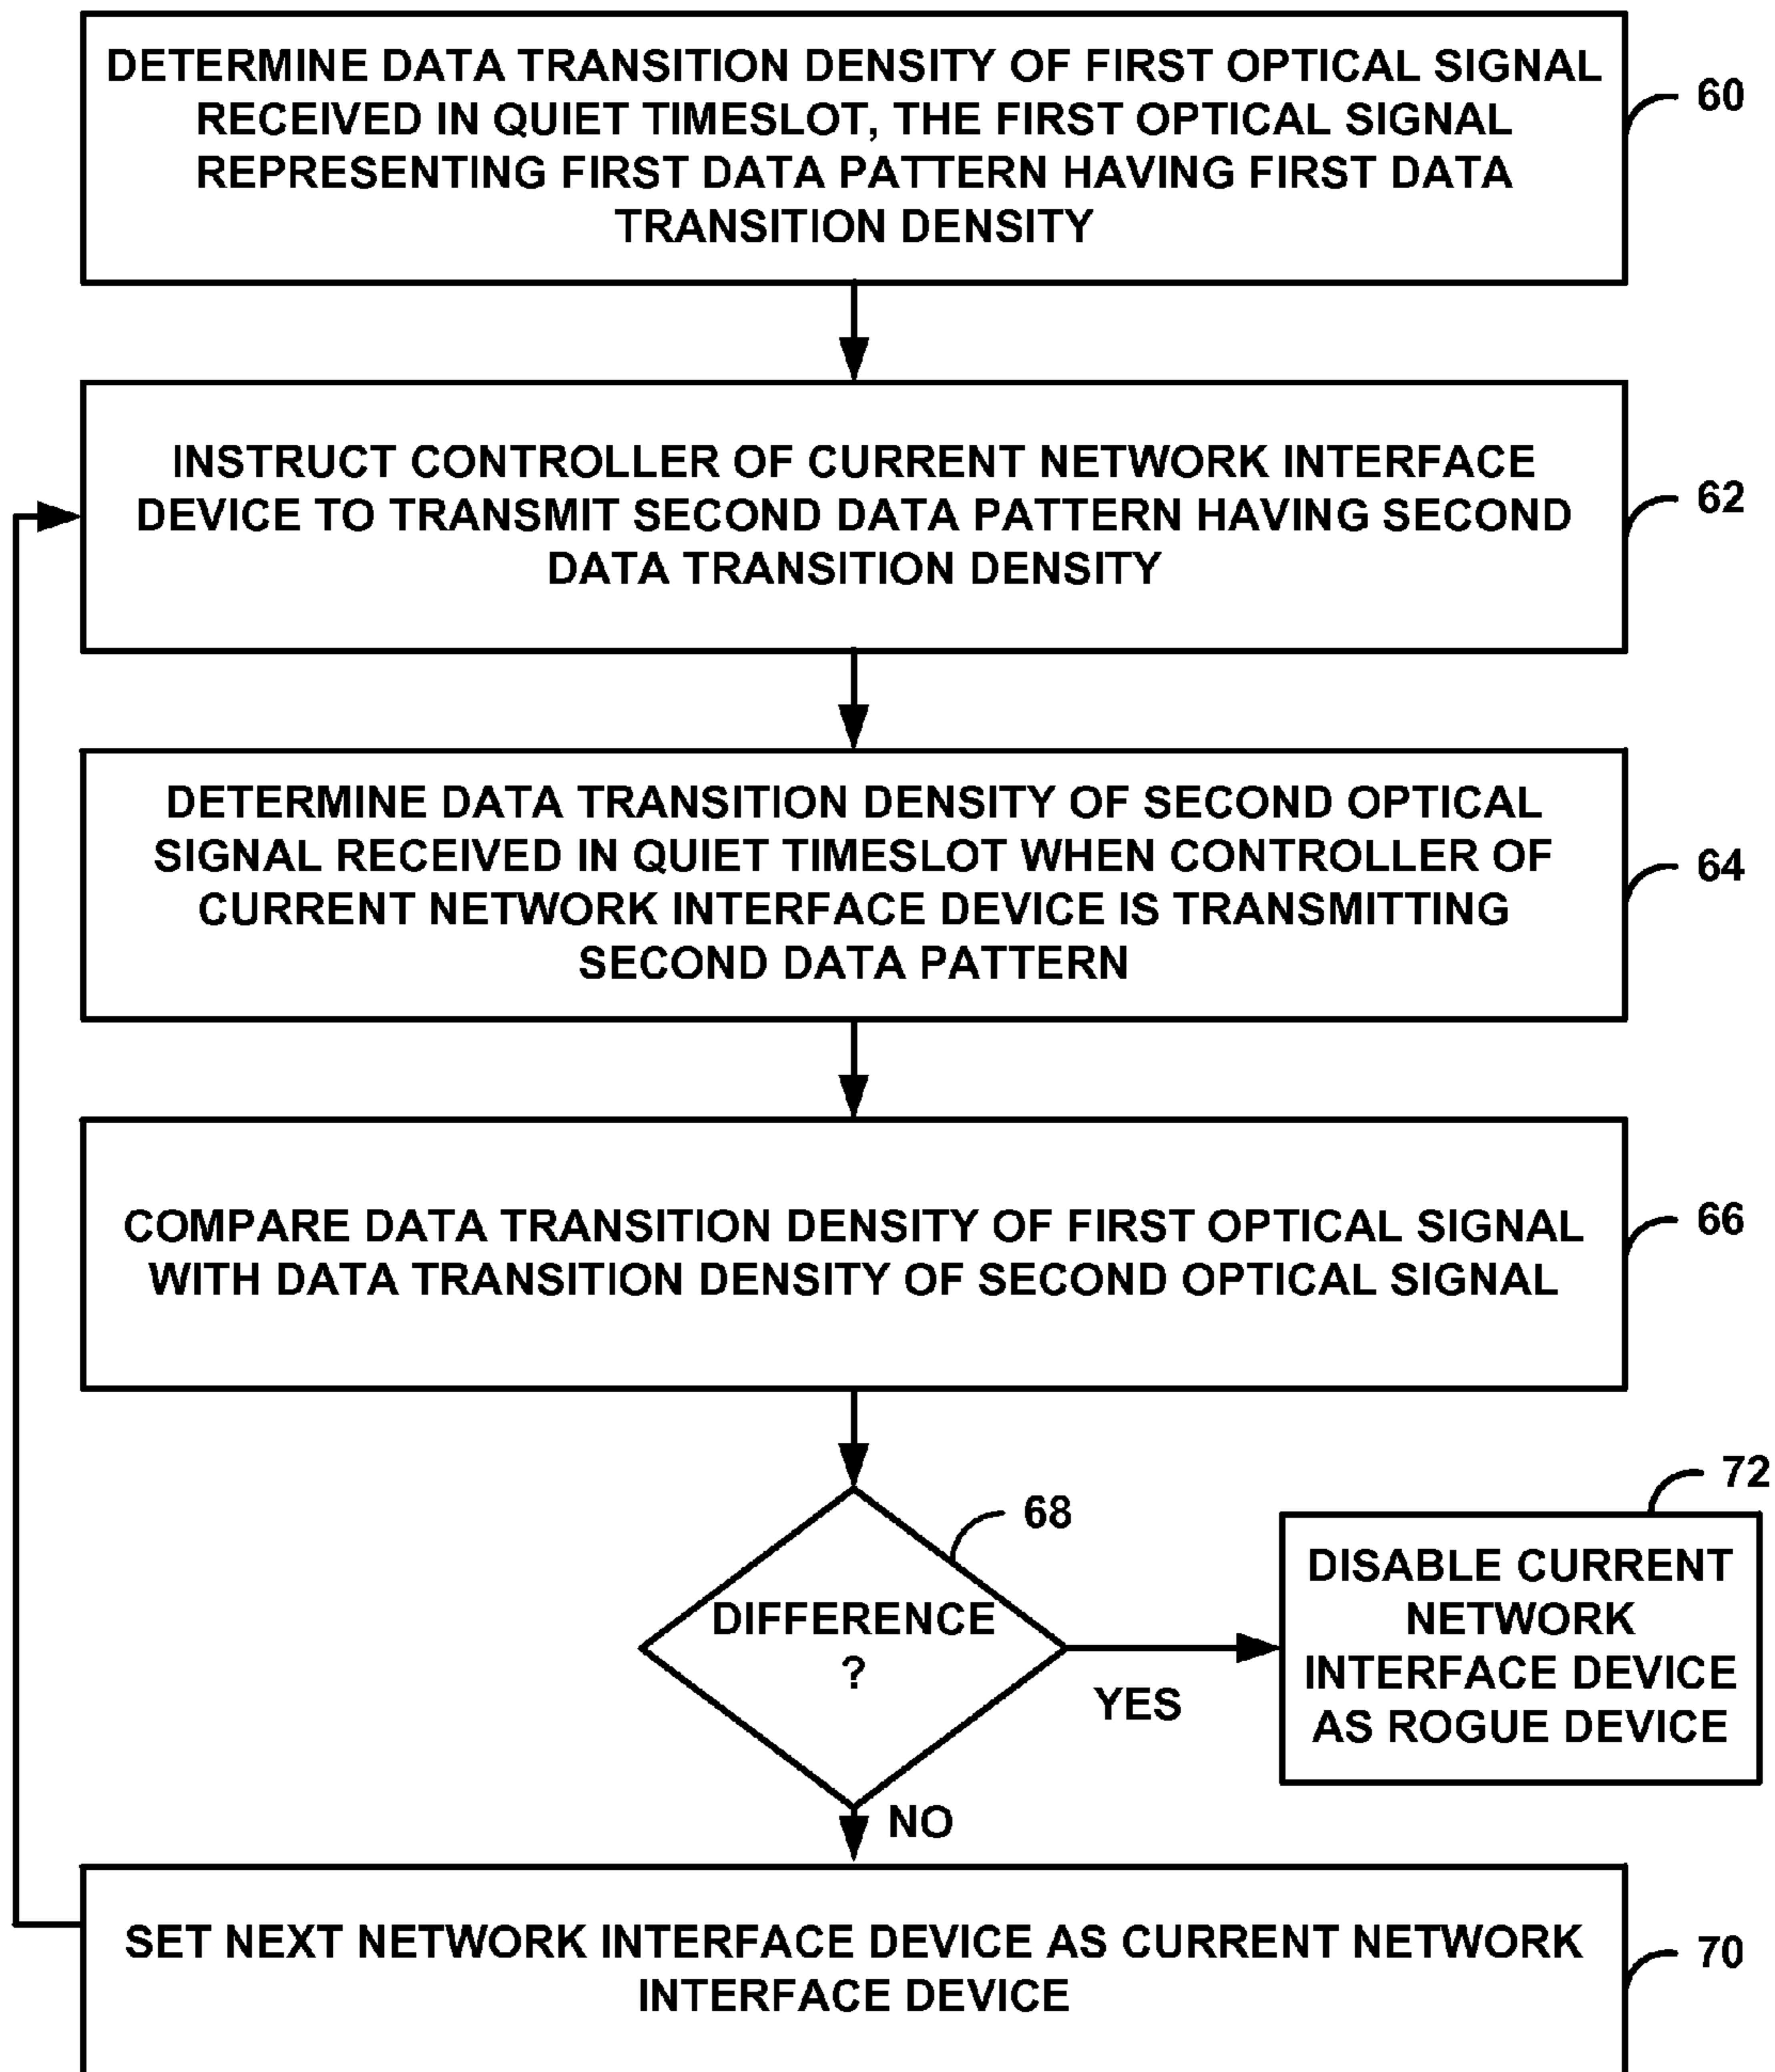 DETERMINE DATA TRANSITION DENSITY OF FIRST OPTICAL SIGNAL
RECEIVED IN QUIET TIMESLOT, THE FIRST OPTICAL SIGNAL
REPRESENTING FIRST DATA PATTERN HAVING FIRST DATA
TRANSITION DENSITY
60
INSTRUCT CONTROLLER OF CURRENT NETWORK INTERFACE
DEVICE TO TRANSMIT SECOND DATA PATTERN HAVING SECOND
DATA TRANSITION DENSITY
62
DETERMINE DATA TRANSITION DENSITY OF SECOND OPTICAL
SIGNAL RECEIVED IN QUIET TIMESLOT WHEN CONTROLLER OF
CURRENT NETWORK INTERFACE DEVICE IS TRANSMITTING
SECOND DATA PATTERN
64
COMPARE DATA TRANSITION DENSITY OF FIRST OPTICAL SIGNAL
WITH DATA TRANSITION DENSITY OF SECOND OPTICAL SIGNAL
66
68
DIFFERENCE
?
YES
72
DISABLE CURRENT
NETWORK
INTERFACE DEVICE
AS ROGUE DEVICE
NO
SET NEXT NETWORK INTERFACE DEVICE AS CURRENT NETWORK
INTERFACE DEVICE
70